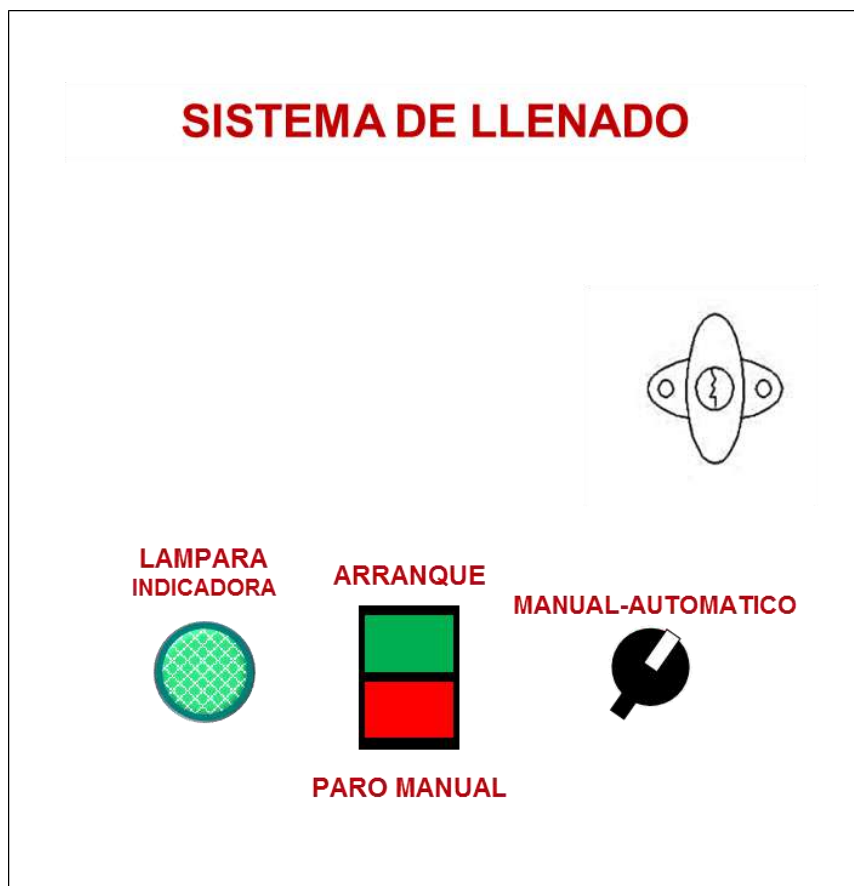 SISTEMA DE LLENADO
LAMPARA
INDICADORA
ARRANQUE
MANUAL-AUTOMATICO
PARO MANUAL